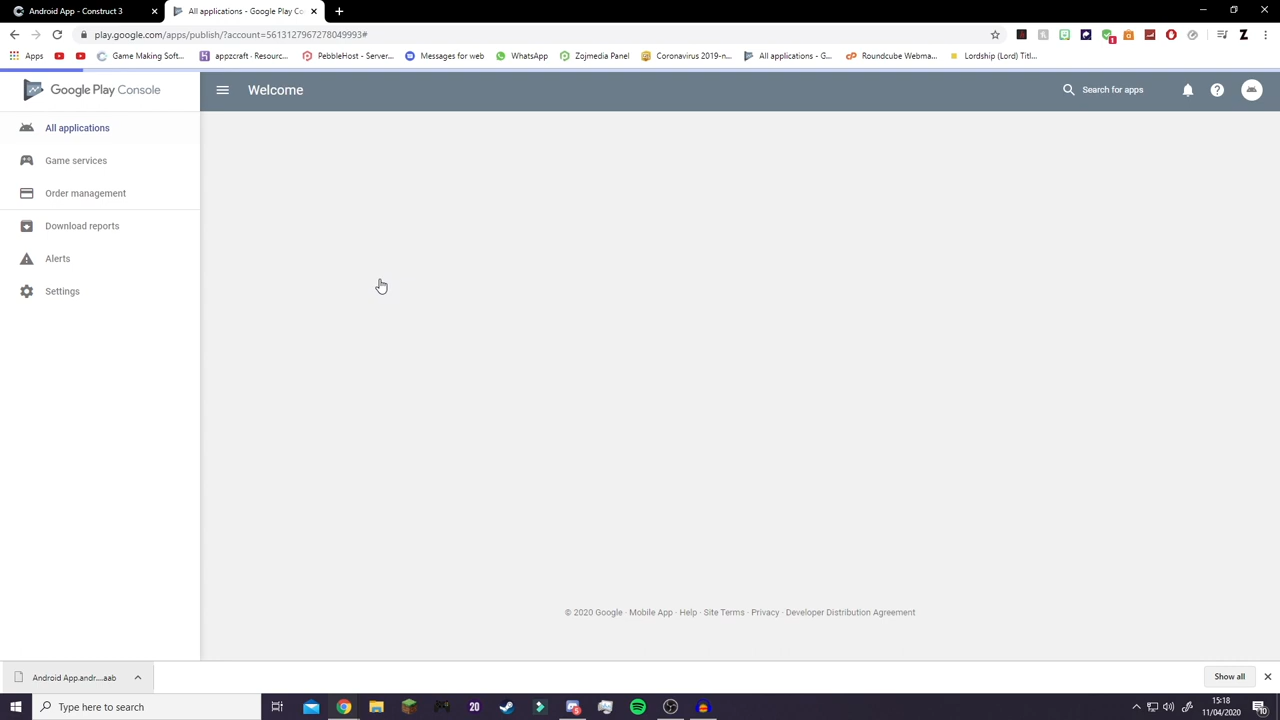 Android App - Construct 3
All applications - Google Play Co
play.google.com/apps/publish/?account=5613127967278049993#
Apps
Game Making Soft...
appzcraft · Resourc...
PebbleHost - Server...
Messages for web
WhatsApp
Zojmedia Panel
Coronavirus 2019-n...
All applications - G...
Roundcube Webma...
Lordship (Lord) Titl...
Google Play Console
Welcome
Search for apps
All applications
Game services
Order management
Download reports
Alerts
Settings
© 2020 Google · Mobile App · Help · Site Terms · Privacy · Developer Distribution Agreement
Android App.andr....aab
Show all
Type here to search
20
15:18
11/04/2020